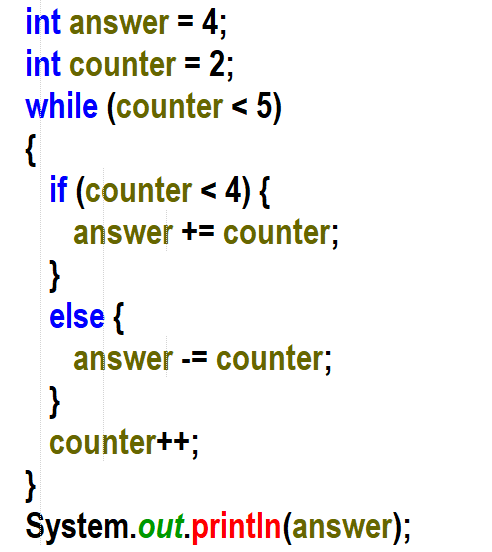 int answer = 4;
int counter = 2;
while (counter < 5)
{
if (counter < 4) {
answer += counter;
}
else {
answer -= counter;
}
counter++;
}
System.out.println(answer);